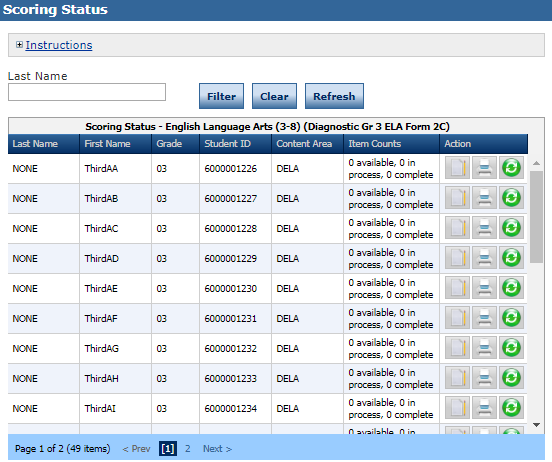 Scoring Status
Instructions
Last Name
Filter Clear Refresh
Scoring Status - English Language Arts (3-8) (Diagnostic Gr 3 ELA Form 2C)
Last Name First Name Grade Student ID Content Area Item Counts Action
NONE ThirdAA 03 6000001226 DELA 0 available, 0 in
process, 0 complete
NONE ThirdAB 03 6000001227 DELA 0 available, 0 in
process, 0 complete
NONE ThirdAC 03 6000001228 DELA 0 available, 0 in
process, 0 complete
NONE ThirdAD 03 6000001229 DELA 0 available, 0 in
process, 0 complete
NONE ThirdAE 03 6000001230 DELA 0 available, 0 in
process, 0 complete
NONE ThirdAF 03 6000001231 DELA 0 available, 0 in
process, 0 complete
NONE ThirdAG 03 6000001232 DELA 0 available, 0 in
process, 0 complete
NONE ThirdAH 03 6000001233 DELA 0 available, 0 in
process, 0 complete
NONE ThirdAI 03 6000001234 DELA 0 available, 0 in
process, 0 complete
0 available, 0 in
Page 1 of 2 (49 items) < Prev [1] 2 Next >